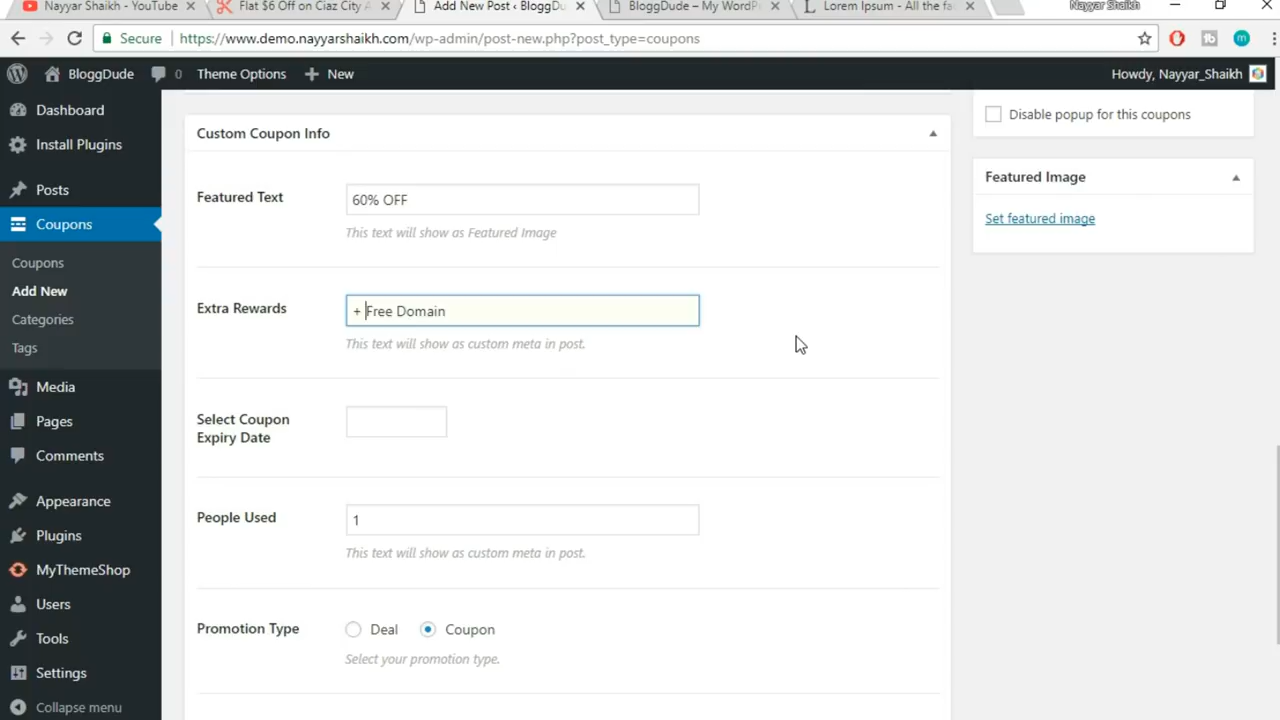 Nayyar Shaikh - YouTube
Flat $6 Off on Ciaz City A
Add New Post ‹ BloggDu
BloggDude – My WordP
Lorem Ipsum - All the fa
Nayyar Shaikh
Secure
https://www.demo.nayyarshaikh.com/wp-admin/post-new.php?post_type=coupons
BloggDude
0
Theme Options
New
Howdy, Nayyar_Shaikh
Dashboard
Install Plugins
Posts
Coupons
Coupons
Add New
Categories
Tags
Media
Pages
Comments
Appearance
Plugins
MyThemeShop
Users
Tools
Settings
Collapse menu
Custom Coupon Info
Featured Text
60% OFF
This text will show as Featured Image
Extra Rewards
+ Free Domain
This text will show as custom meta in post.
Select Coupon
Expiry Date
People Used
1
This text will show as custom meta in post.
Promotion Type
Deal
Coupon
Select your promotion type.
Disable popup for this coupons
Featured Image
Set featured image